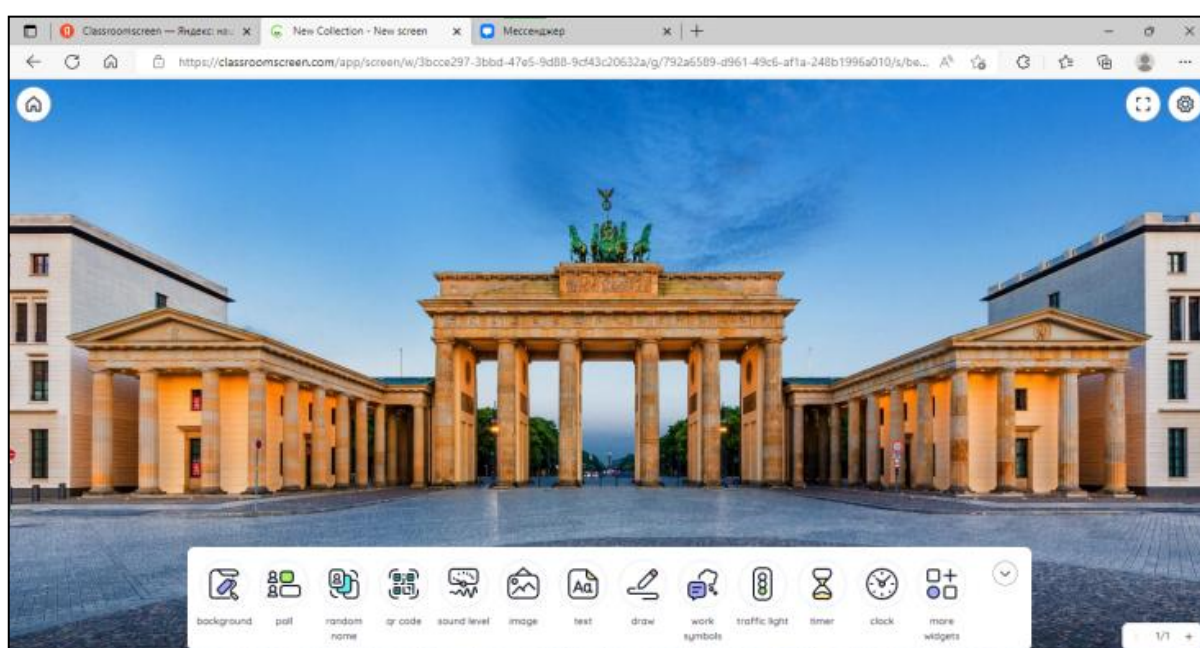 Classroomscreen — Яндекс: на
New Collection - New screen
Мессенджер
https://classroomscreen.com/app/screen/w/3bcce297-3bbd-47e5-9d88-9cf43c20632a/g/792a6589-d961-49c6-af1a-248b1996a010/s/be...
background
poll
random
name
qr code
sound level
image
Aa
text
draw
work
symbols
traffic light
timer
clock
more
widgets
1/1 +